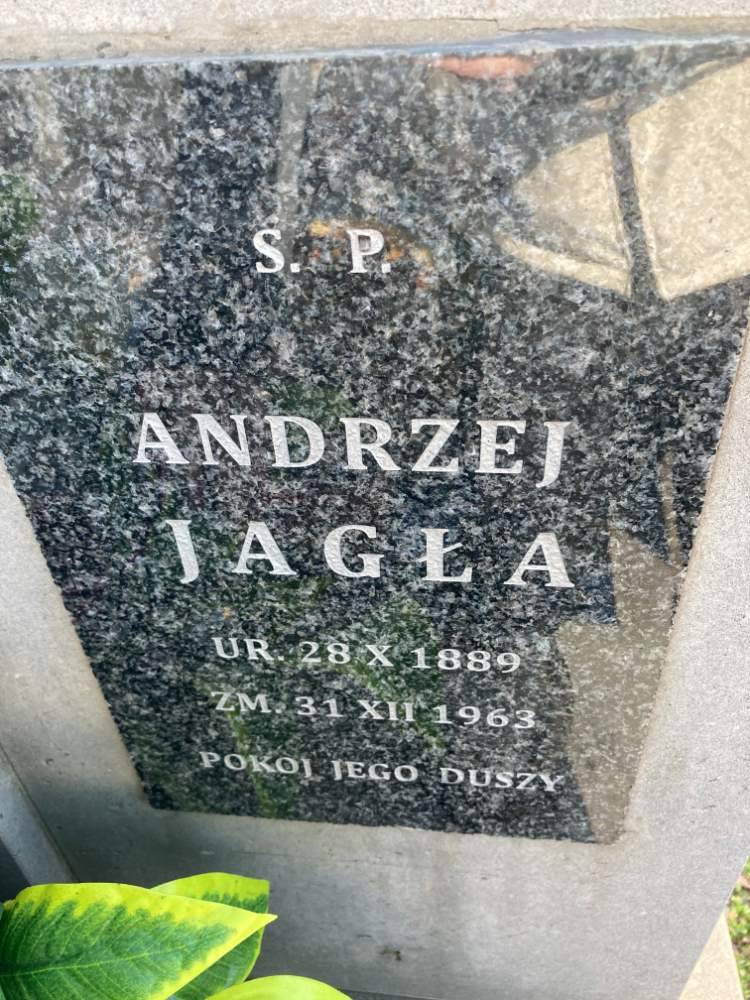 S. P.
ANDRZEJ
JAGŁA
UR. 28 X 1889
ZM. 31 XII 1963
POKOJ JEGO DUSZY